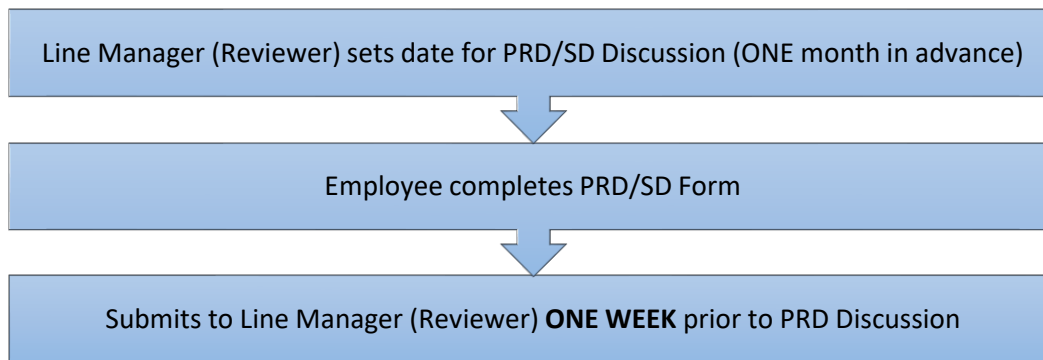 Line Manager (Reviewer) sets date for PRD/SD Discussion (ONE month in advance)
Employee completes PRD/SD Form
Submits to Line Manager (Reviewer) ONE WEEK prior to PRD Discussion